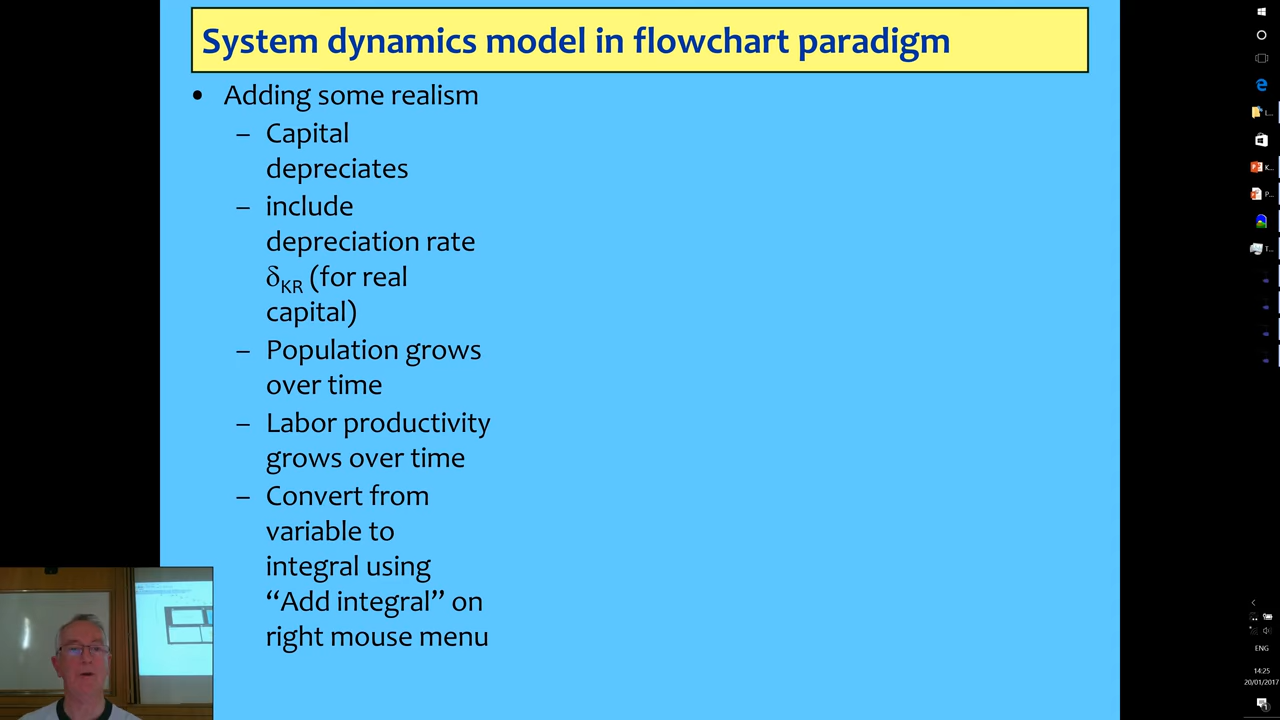 System dynamics model in flowchart paradigm
• Adding some realism
– Capital
depreciates
– include
depreciation rate
δKR (for real
capital)
– Population grows
over time
– Labor productivity
grows over time
– Convert from
variable to
integral using
“Add integral” on
right mouse menu
L...
K...
P...
T...
ENG
14:25
20/01/2017